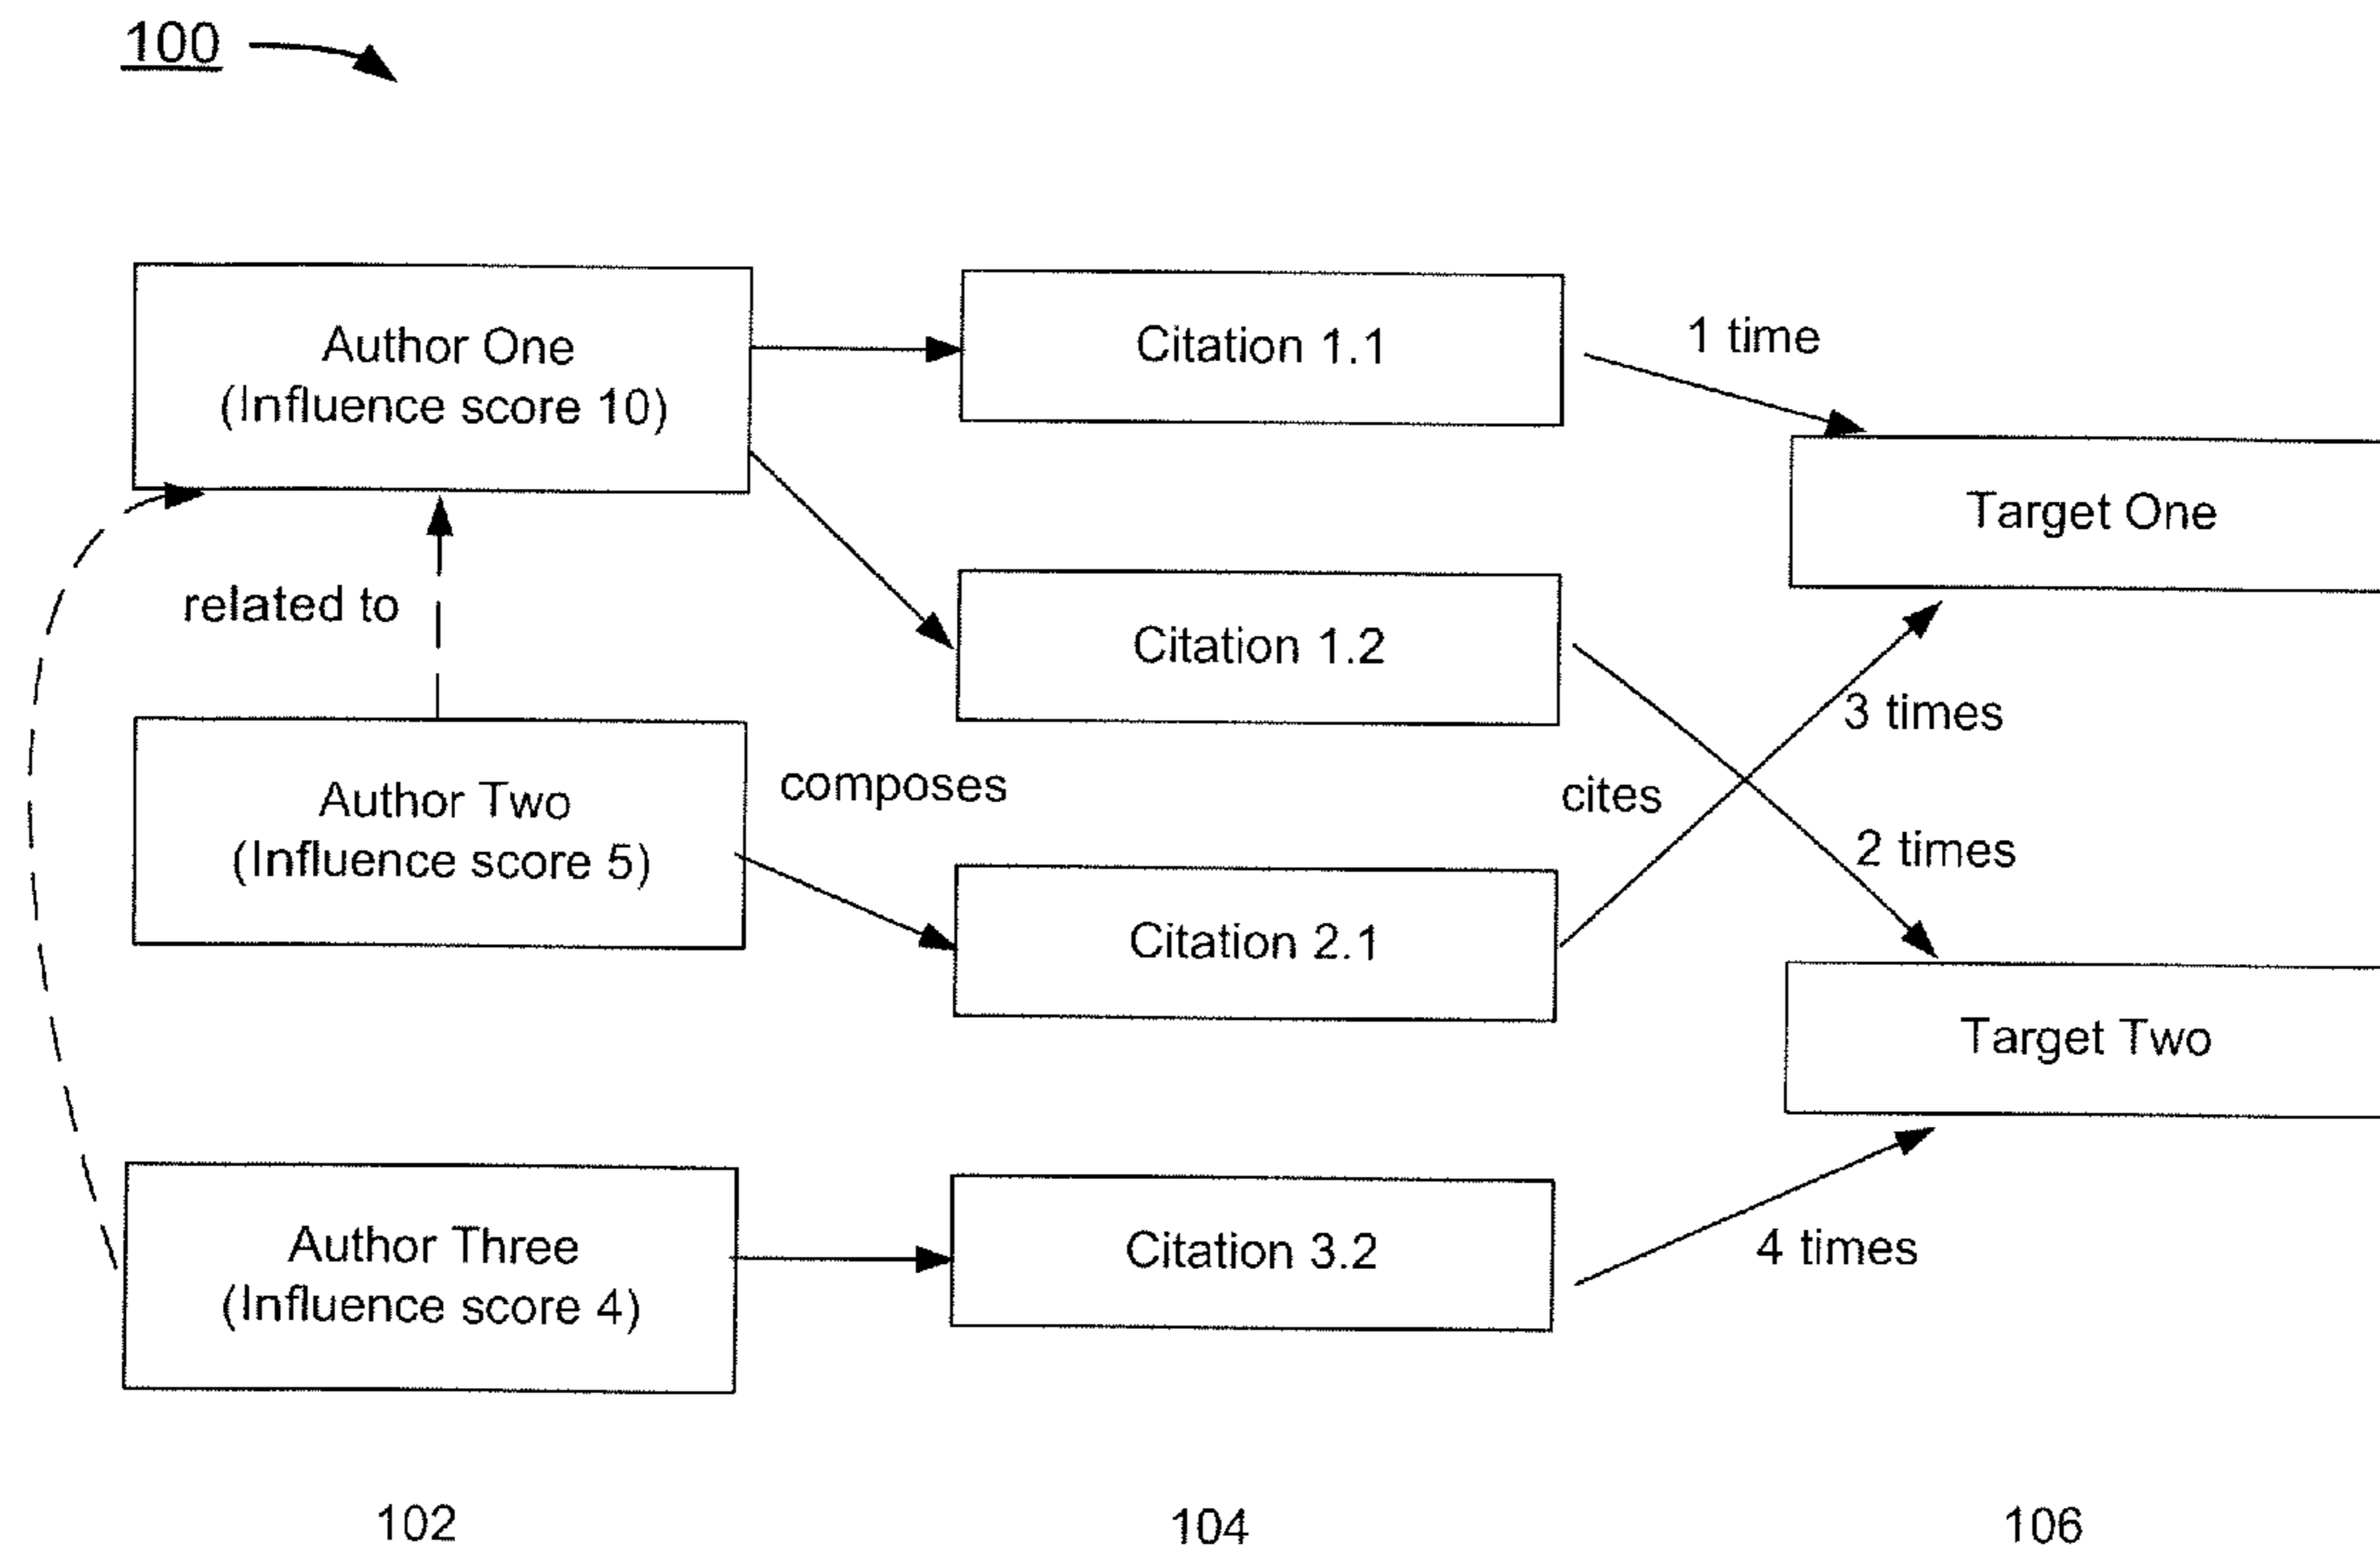 100
Author One
(Influence score 10)
Citation 1.1
1 time
Target One
related to
Citation 1.2
3 times
composes
cites
Author Two
(Influence score 5)
2 times
Citation 2.1
Target Two
Author Three
(Influence score 4)
Citation 3.2
4 times
102
104
106